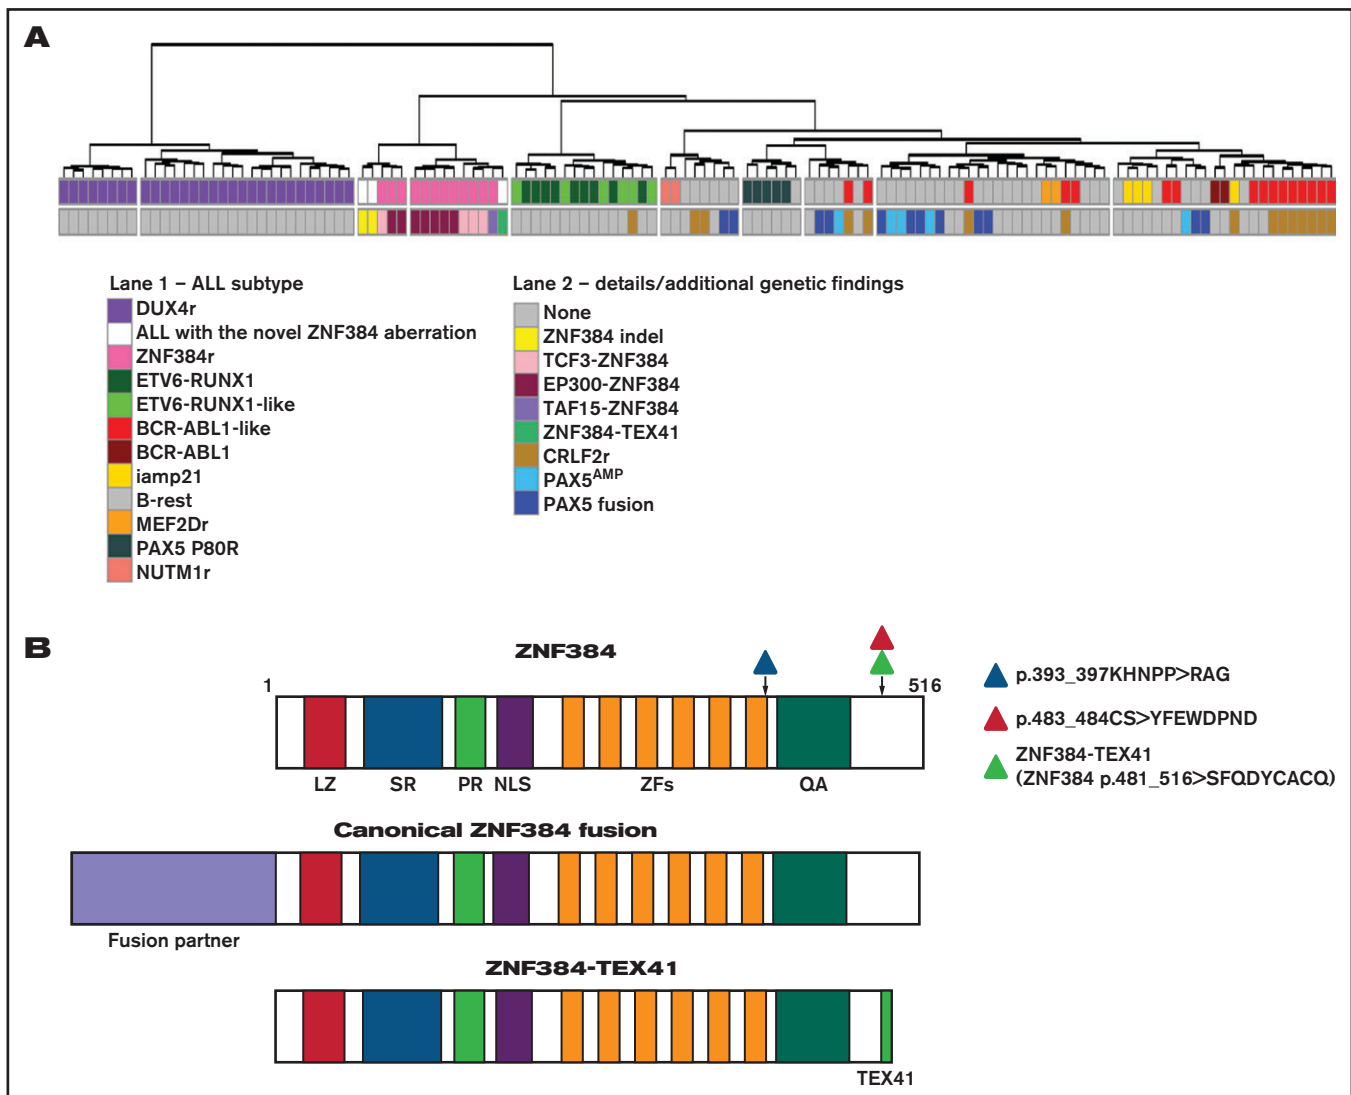 A
Lane 1 – ALL subtype
DUX4r
ALL with the novel ZNF384 aberration
ZNF384r
ETV6-RUNX1
ETV6-RUNX1-like
BCR-ABL1-like
BCR-ABL1
iamp21
B-rest
MEF2Dr
PAX5 P80R
NUTM1r
Lane 2 – details/additional genetic findings
None
ZNF384 indel
TCF3-ZNF384
EP300-ZNF384
TAF15-ZNF384
ZNF384-TEX41
CRLF2r
PAX5AMP
PAX5 fusion
B
ZNF384
1
516
LZ SR PR NLS ZFs QA
p.393_397KHNPP>RAG
p.483_484CS>YFEWDPND
ZNF384-TEX41
(ZNF384 p.481_516>SFQDYCACQ)
Canonical ZNF384 fusion
Fusion partner
ZNF384-TEX41
TEX41